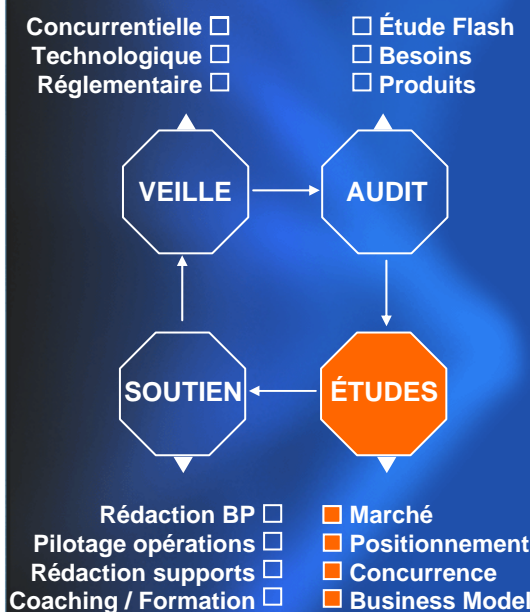 Concurrentielle
Technologique
Réglementaire
Étude Flash
Besoins
Produits
VEILLE
AUDIT
SOUTIEN
ÉTUDES
Rédaction BP
Pilotage opérations
Rédaction supports
Coaching / Formation
Marché
Positionnement
Concurrence
Business Model